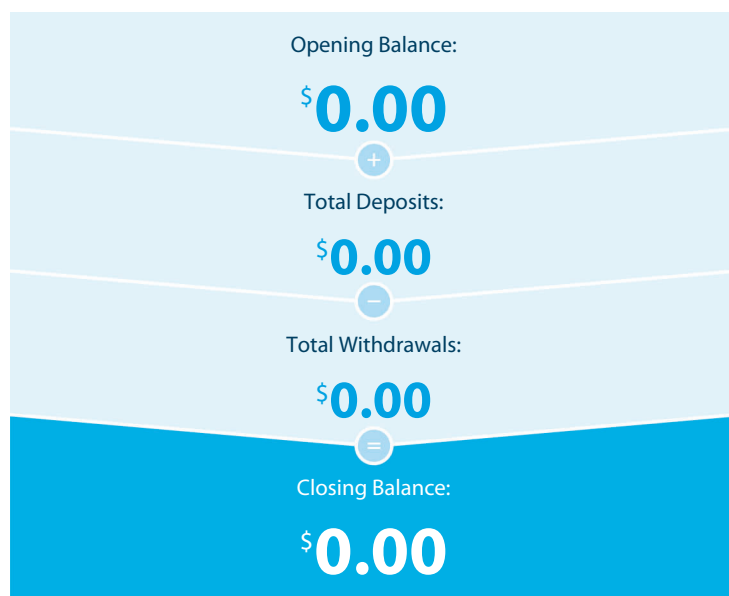 Opening Balance:
$0.00
+
Total Deposits:
$0.00
−
Total Withdrawals:
$0.00
=
Closing Balance:
$0.00